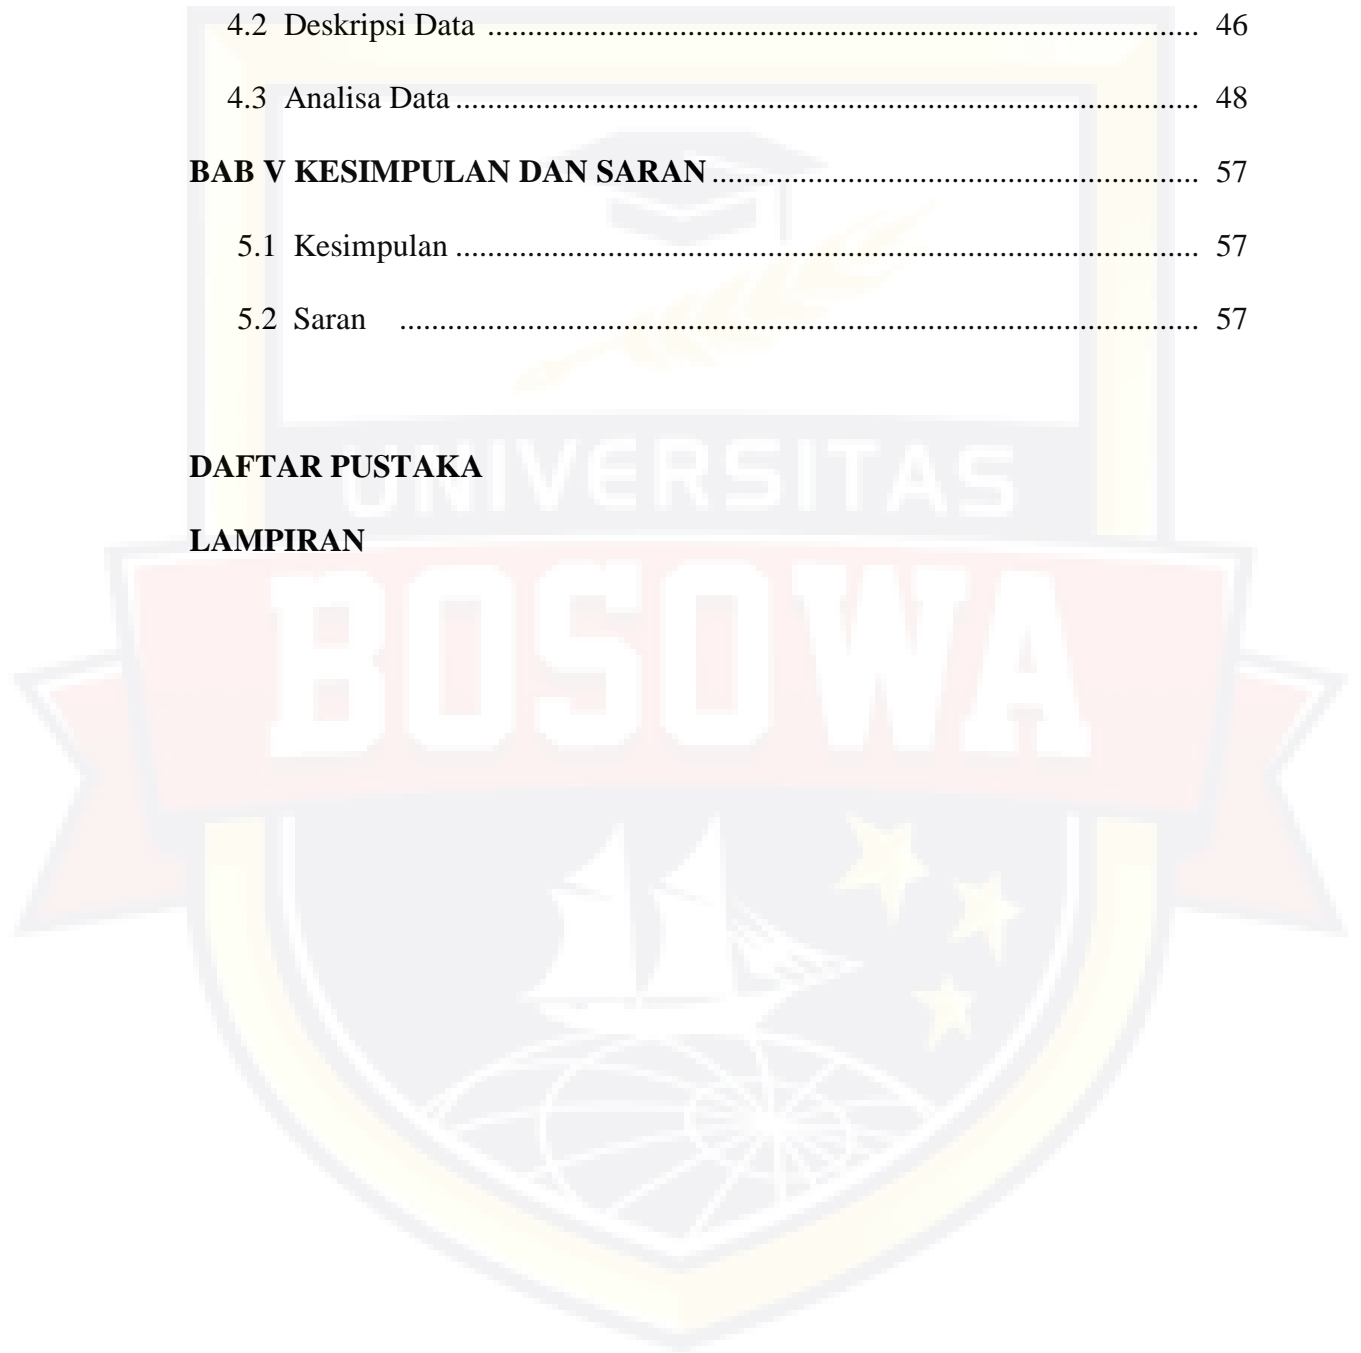 4.2 Deskripsi Data ........................................................................................ 46
4.3 Analisa Data ............................................................................................ 48
BAB V KESIMPULAN DAN SARAN ............................................................ 57
5.1 Kesimpulan ............................................................................................ 57
5.2 Saran ................................................................................................... 57
DAFTAR PUSTAKA
UNIVERSITAS
LAMPIRAN
BOSOWA